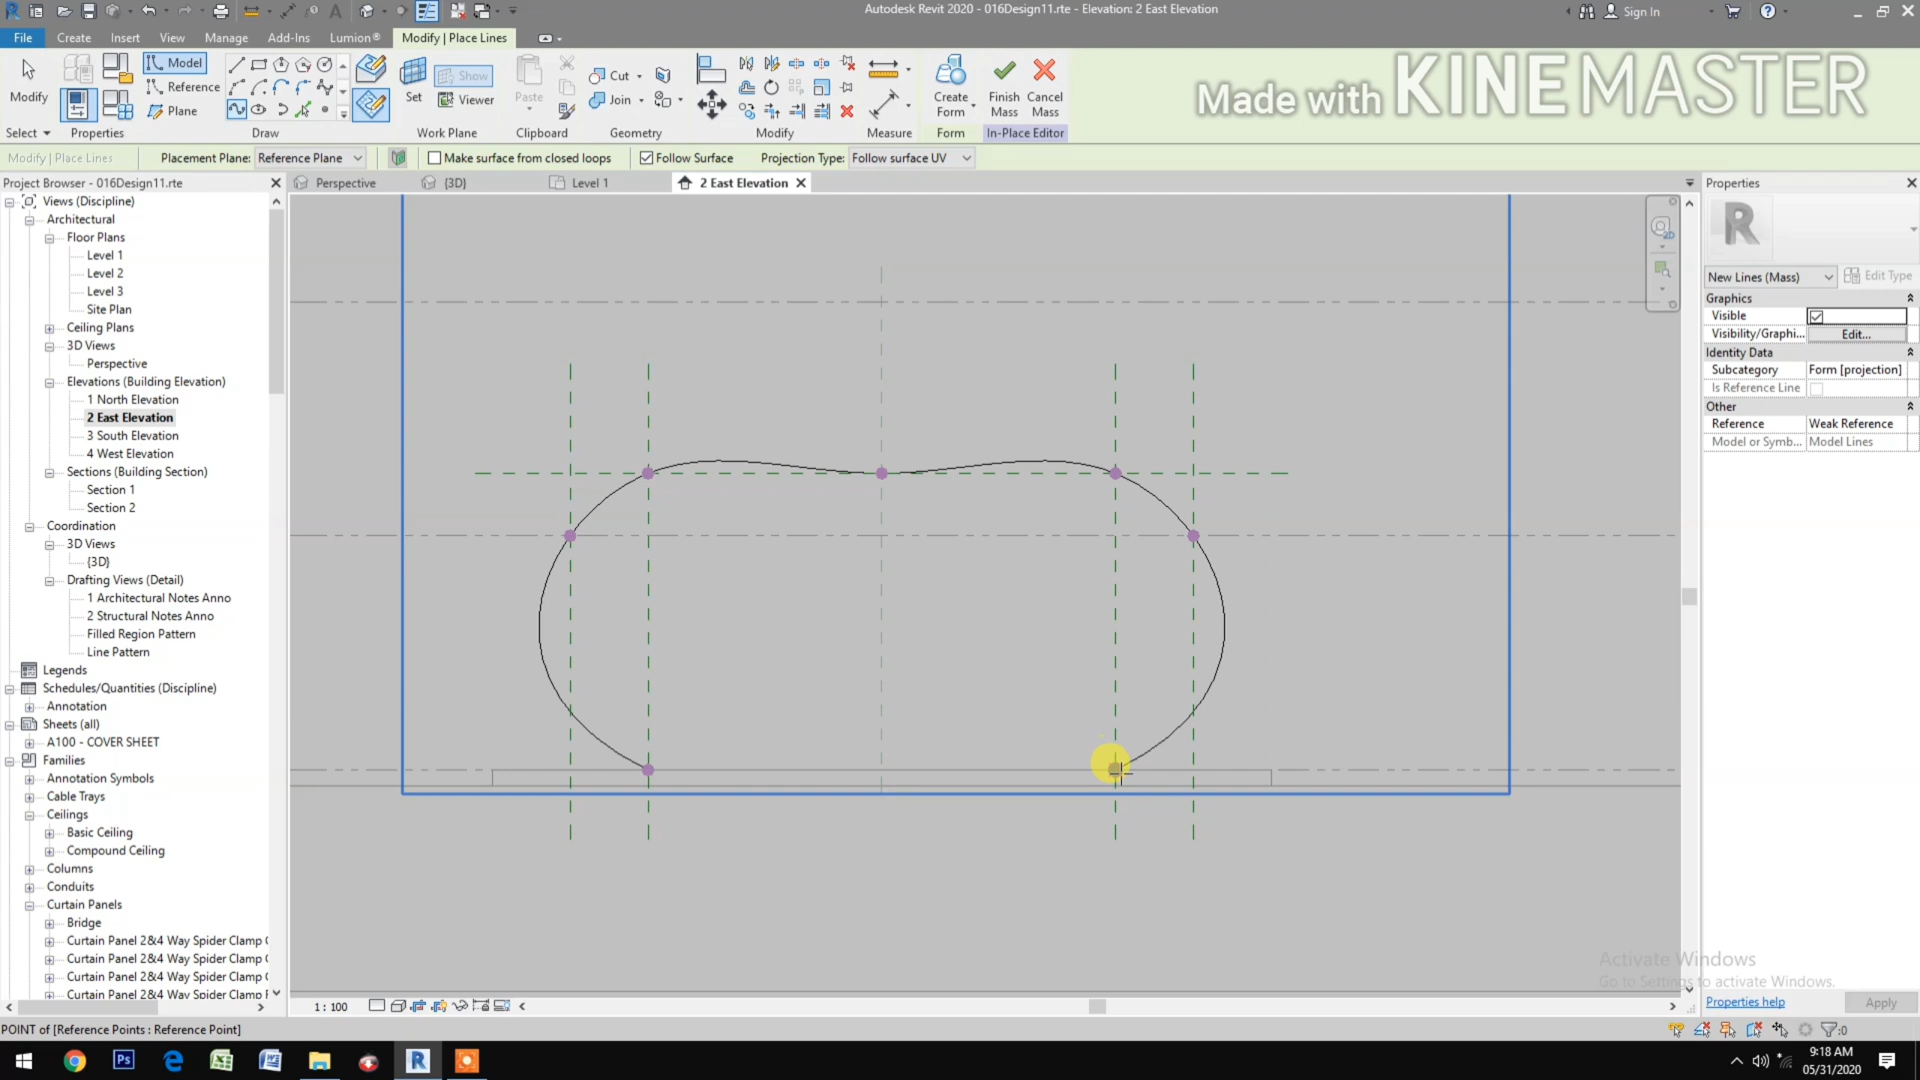 Autodesk Revit 2020 - 016Design11.rte - Elevation: 2 East Elevation
Sign In
File
Create
Insert
View
Manage
Add-Ins
Lumion®
Modify | Place Lines
Modify
Model
Reference
Plane
Set
Show
Viewer
Paste
Cut
Join
Create Form
Finish Mass
Cancel Mass
Made with KINEMASTER
Select
Properties
Draw
Work Plane
Clipboard
Geometry
Modify
Measure
Form
In-Place Editor
Modify | Place Lines
Placement Plane: Reference Plane
Make surface from closed loops
Follow Surface
Projection Type: Follow surface UV
Project Browser - 016Design11.rte
Perspective
{3D}
Level 1
2 East Elevation
Properties
Views (Discipline)
Architectural
Floor Plans
Level 1
Level 2
Level 3
Site Plan
Ceiling Plans
3D Views
Perspective
Elevations (Building Elevation)
1 North Elevation
2 East Elevation
3 South Elevation
4 West Elevation
Sections (Building Section)
Section 1
Section 2
Coordination
3D Views
{3D}
Drafting Views (Detail)
1 Architectural Notes Anno
2 Structural Notes Anno
Filled Region Pattern
Line Pattern
Legends
Schedules/Quantities (Discipline)
Annotation
Sheets (all)
A100 - COVER SHEET
Families
Annotation Symbols
Cable Trays
Ceilings
Basic Ceiling
Compound Ceiling
Columns
Conduits
Curtain Panels
Bridge
Curtain Panel 2&4 Way Spider Clamp
Curtain Panel 2&4 Way Spider Clamp
Curtain Panel 2&4 Way Spider Clamp
Curtain Panel 2&4 Way Spider Clamp
2D
R
New Lines (Mass)
Edit Type
Graphics
Visible
Visibility/Graphi... Edit...
Identity Data
Subcategory Form [projection]
Is Reference Line
Other
Reference Weak Reference
Model or Symb... Model Lines
Activate Windows
Go to Settings to activate Windows.
Properties help
Apply
1 : 100
POINT of [Reference Points : Reference Point]
:0
Ps
R
9:18 AM
05/31/2020